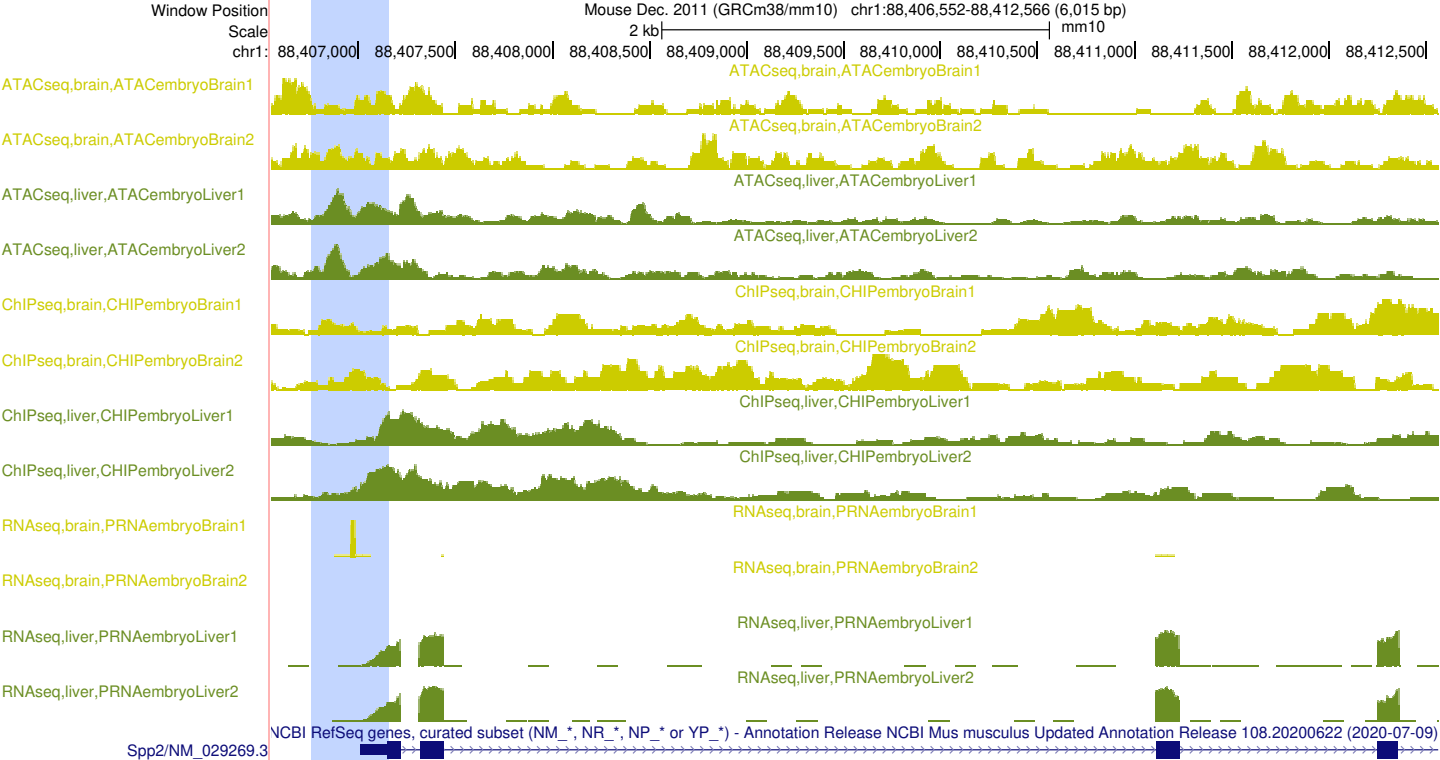 Window Position Mouse Dec. 2011 (GRCm38/mm10) chr1:88,406,552-88,412,566 (6,015 bp)
Scale 2 kb mm10
chr1: 88,407,000 88,407,500 88,408,000 88,408,500 88,409,000 88,409,500 88,410,000 88,410,500 88,411,000 88,411,500 88,412,000 88,412,500
ATACseq,brain,ATACembryoBrain1
ATACseq,brain,ATACembryoBrain1
ATACseq,brain,ATACembryoBrain2
ATACseq,brain,ATACembryoBrain2
ATACseq,liver,ATACembryoLiver1
ATACseq,liver,ATACembryoLiver1
ATACseq,liver,ATACembryoLiver2
ATACseq,liver,ATACembryoLiver2
ChIPseq,brain,CHIPembryoBrain1
ChIPseq,brain,CHIPembryoBrain1
ChIPseq,brain,CHIPembryoBrain2
ChIPseq,brain,CHIPembryoBrain2
ChIPseq,liver,CHIPembryoLiver1
ChIPseq,liver,CHIPembryoLiver1
ChIPseq,liver,CHIPembryoLiver2
ChIPseq,liver,CHIPembryoLiver2
RNAseq,brain,PRNAembryoBrain1
RNAseq,brain,PRNAembryoBrain1
RNAseq,brain,PRNAembryoBrain2
RNAseq,brain,PRNAembryoBrain2
RNAseq,liver,PRNAembryoLiver1
RNAseq,liver,PRNAembryoLiver1
RNAseq,liver,PRNAembryoLiver2
RNAseq,liver,PRNAembryoLiver2
NCBI RefSeq genes, curated subset (NM_*, NR_*, NP_* or YP_*) - Annotation Release NCBI Mus musculus Updated Annotation Release 108.20200622 (2020-07-09)
Spp2/NM_029269.3